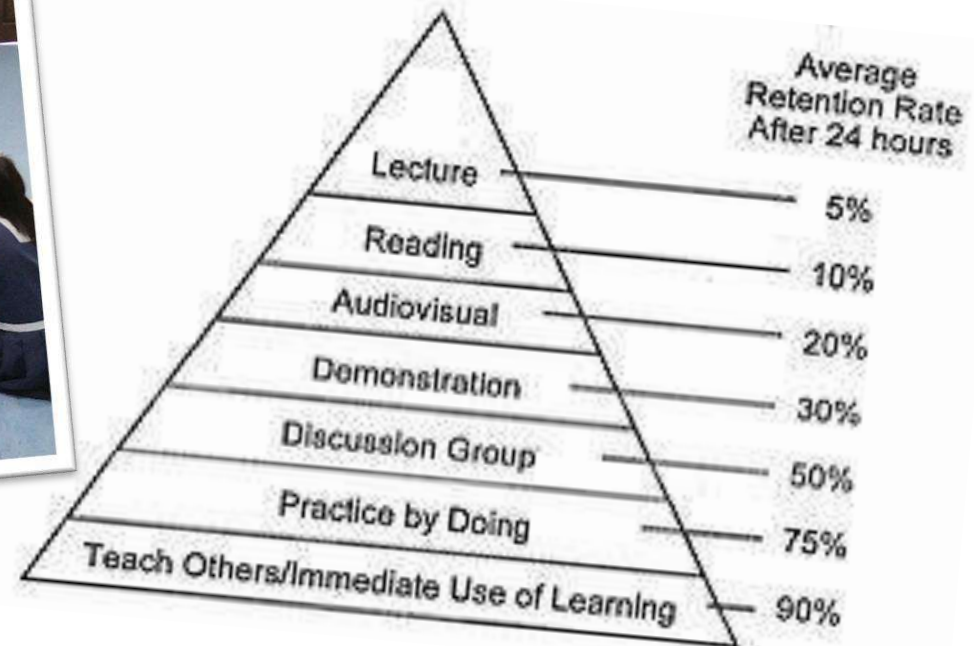 Average
Retention Rate
After 24 hours
Lecture 5%
Reading 10%
Audiovisual 20%
Demonstration 30%
Discussion Group 50%
Practice by Doing 75%
Teach Others/Immediate Use of Learning 90%